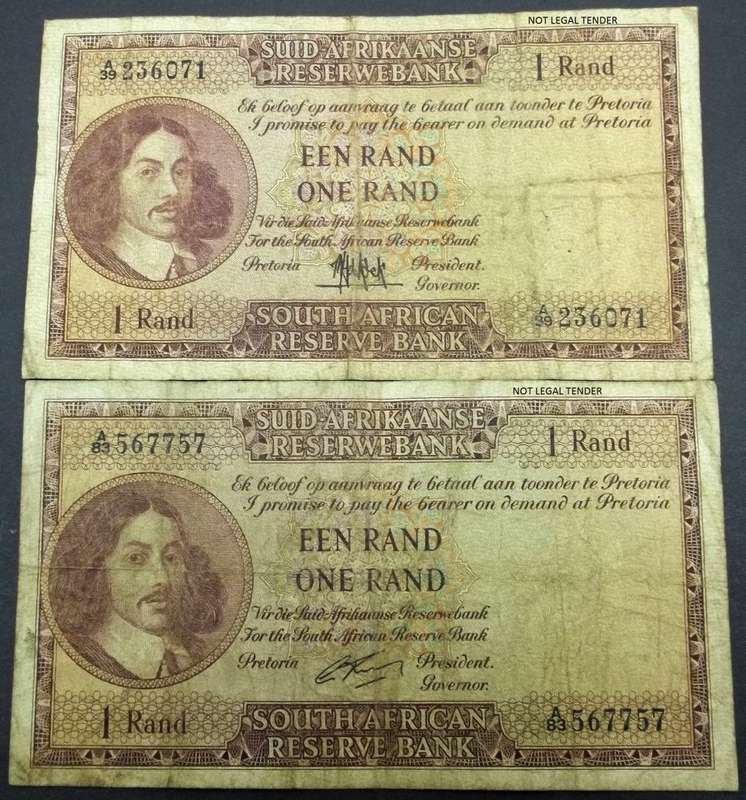 NOT LEGAL TENDER
A/39 236071
SUID-AFRIKAANSE
RESERWEBANK
1 Rand
Ek beloof op aanvraag te betaal aan toonder te Pretoria
I promise to pay the bearer on demand at Pretoria
EEN RAND
ONE RAND
Vir die Suid-Afrikaanse Reserwebank
For the South African Reserve Bank
Pretoria President.
Governor.
1 Rand
SOUTH AFRICAN
RESERVE BANK
A/39 236071
NOT LEGAL TENDER
A/83 567757
SUID-AFRIKAANSE
RESERWEBANK
1 Rand
Ek beloof op aanvraag te betaal aan toonder te Pretoria
I promise to pay the bearer on demand at Pretoria
EEN RAND
ONE RAND
Vir die Suid-Afrikaanse Reserwebank
For the South African Reserve Bank
Pretoria President.
Governor.
1 Rand
SOUTH AFRICAN
RESERVE BANK
A/83 567757